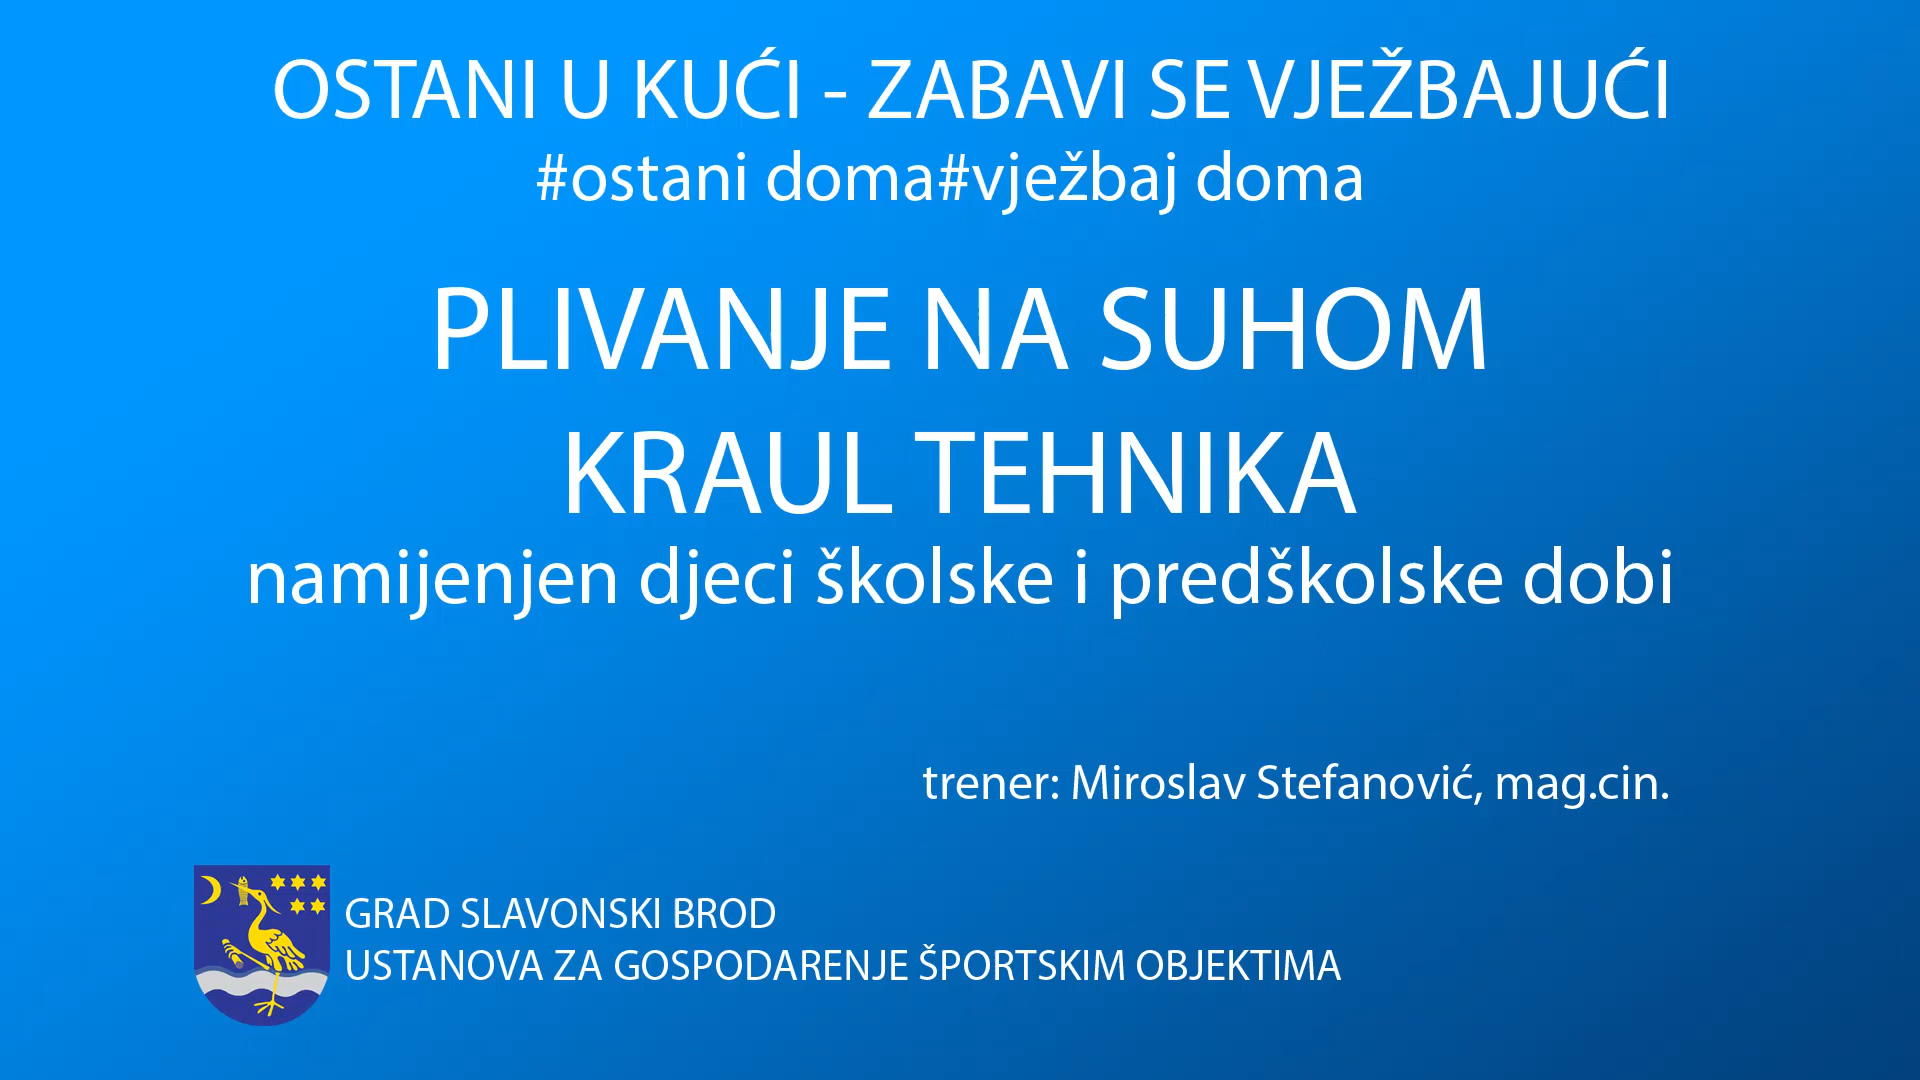 OSTANI U KUĆI - ZABAVI SE VJEŽBAJUĆI
#ostani doma#vježbaj doma
PLIVANJE NA SUHOM
KRAUL TEHNIKA
namijenjen djeci školske i predškolske dobi
trener: Miroslav Stefanović, mag.cin.
GRAD SLAVONSKI BROD
USTANOVA ZA GOSPODARENJE ŠPORTSKIM OBJEKTIMA